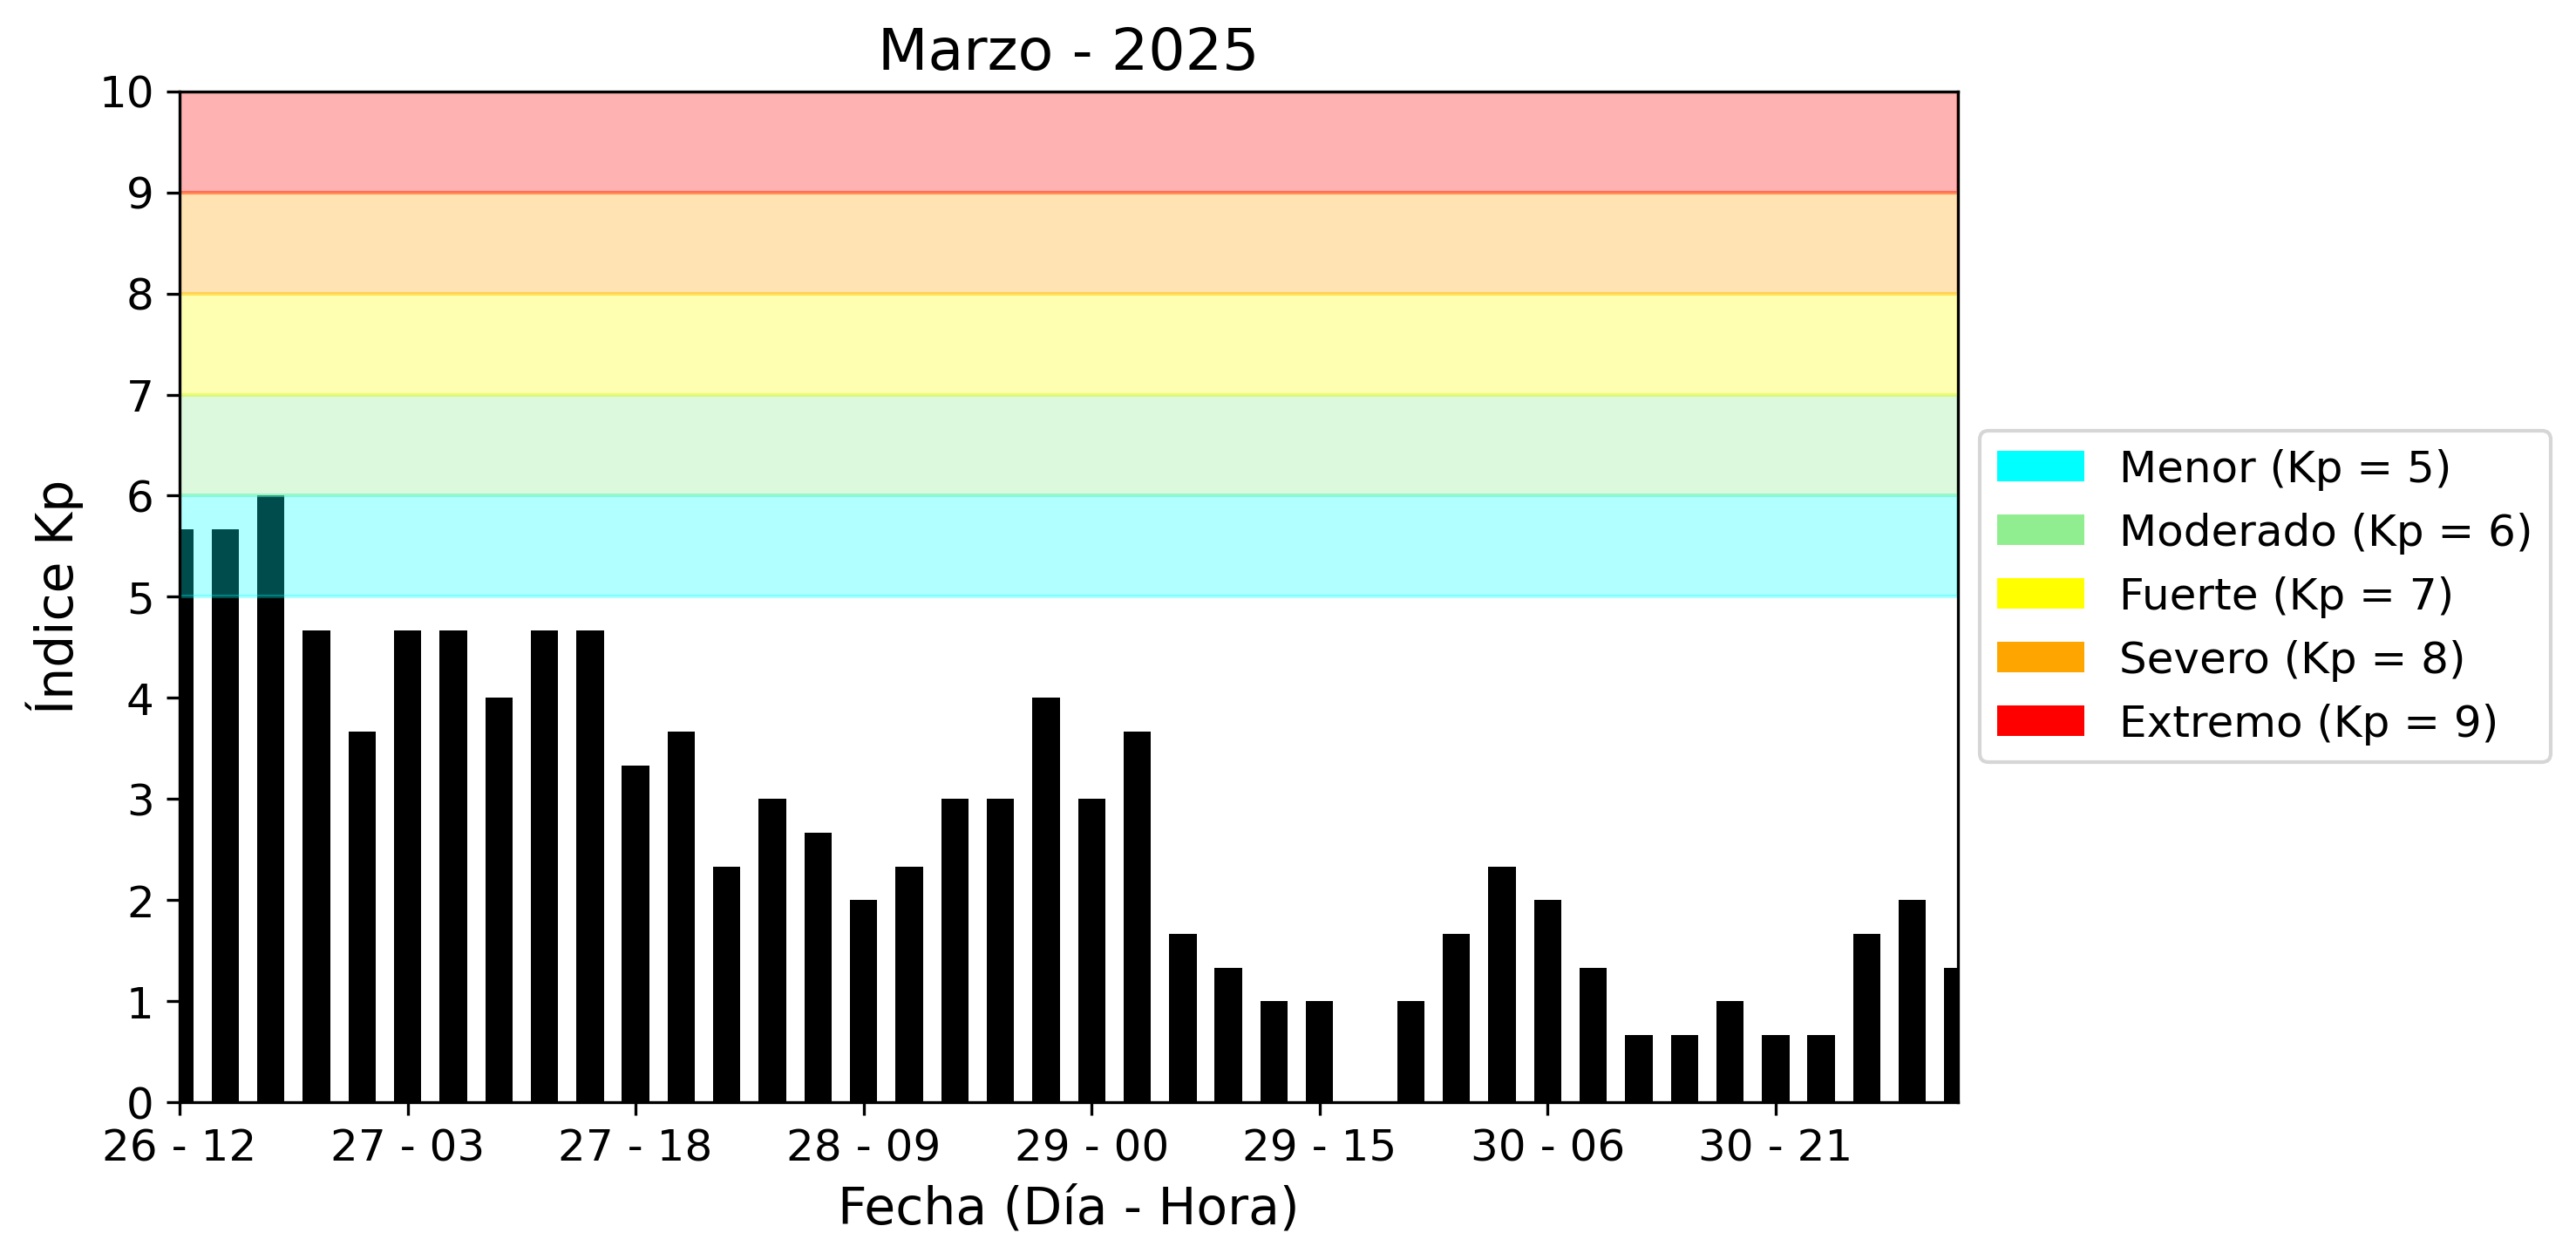 Marzo - 2025
10
9
8
7
6
5
4
3
2
1
0
Índice Kp
26 - 12
27 - 03
27 - 18
28 - 09
29 - 00
29 - 15
30 - 06
30 - 21
Fecha (Día - Hora)
Menor (Kp = 5)
Moderado (Kp = 6)
Fuerte (Kp = 7)
Severo (Kp = 8)
Extremo (Kp = 9)